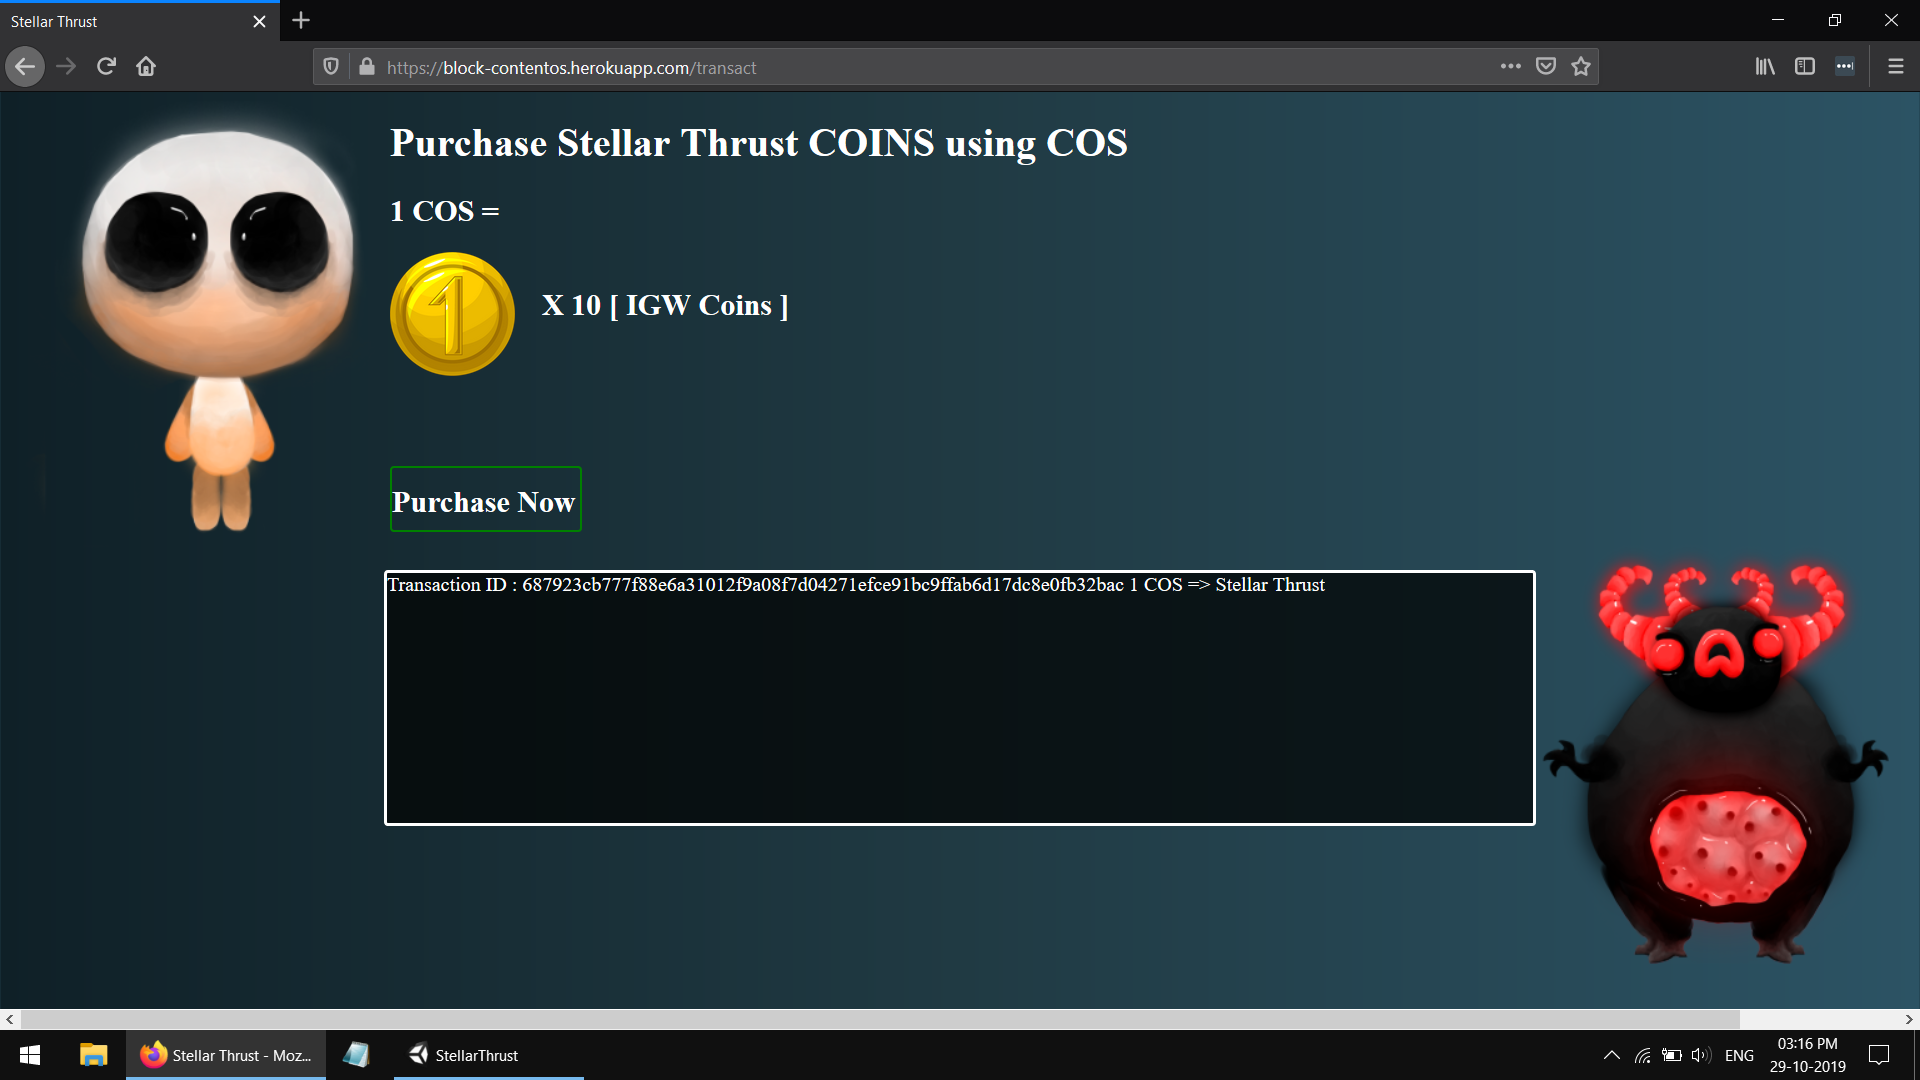 Stellar Thrust
https://block-contentos.herokuapp.com/transact
Purchase Stellar Thrust COINS using COS
1 COS =
1
X 10 [ IGW Coins ]
Purchase Now
Transaction ID : 687923cb777f88e6a31012f9a08f7d04271efce91bc9ffab6d17dc8e0fb32bac 1 COS => Stellar Thrust
Stellar Thrust - Moz...
StellarThrust
ENG
03:16 PM
29-10-2019